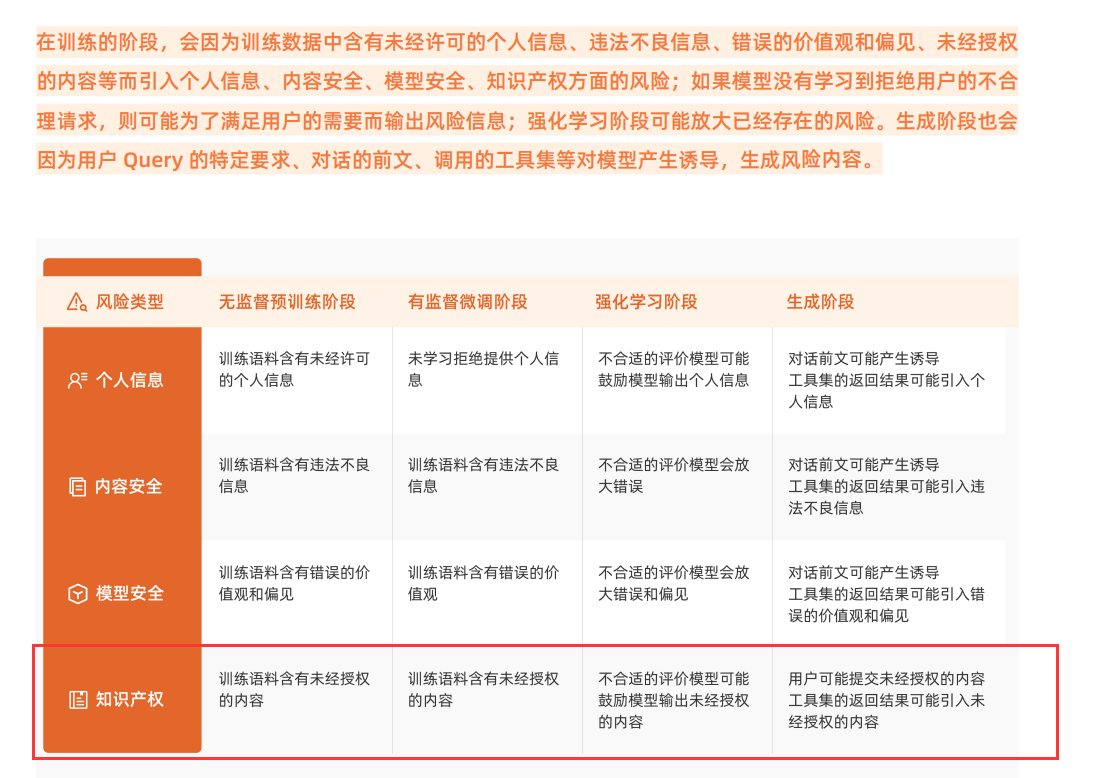 在训练的阶段，会因为训练数据中含有未经许可的个人信息、违法不良信息、错误的价值观和偏见、未经授权
的内容等而引入个人信息、内容安全、模型安全、知识产权方面的风险；如果模型没有学习到拒绝用户的不合
理请求，则可能为了满足用户的需要而输出风险信息；强化学习阶段可能放大已经存在的风险。生成阶段也会
因为用户 Query 的特定要求、对话的前文、调用的工具集等对模型产生诱导，生成风险内容。
风险类型
无监督预训练阶段
有监督微调阶段
强化学习阶段
生成阶段
个人信息
训练语料含有未经许可
的个人信息
未学习拒绝提供个人信
息
不合适的评价模型可能
鼓励模型输出个人信息
对话前文可能产生诱导
工具集的返回结果可能引入个
人信息
内容安全
训练语料含有违法不良
信息
训练语料含有违法不良
信息
不合适的评价模型会放
大错误
对话前文可能产生诱导
工具集的返回结果可能引入违
法不良信息
模型安全
训练语料含有错误的价
值观和偏见
训练语料含有错误的价
值观
不合适的评价模型会放
大错误和偏见
对话前文可能产生诱导
工具集的返回结果可能引入错
误的价值观和偏见
知识产权
训练语料含有未经授权
的内容
训练语料含有未经授权
的内容
不合适的评价模型可能
鼓励模型输出未经授权
的内容
用户可能提交未经授权的内容
工具集的返回结果可能引入未
经授权的内容